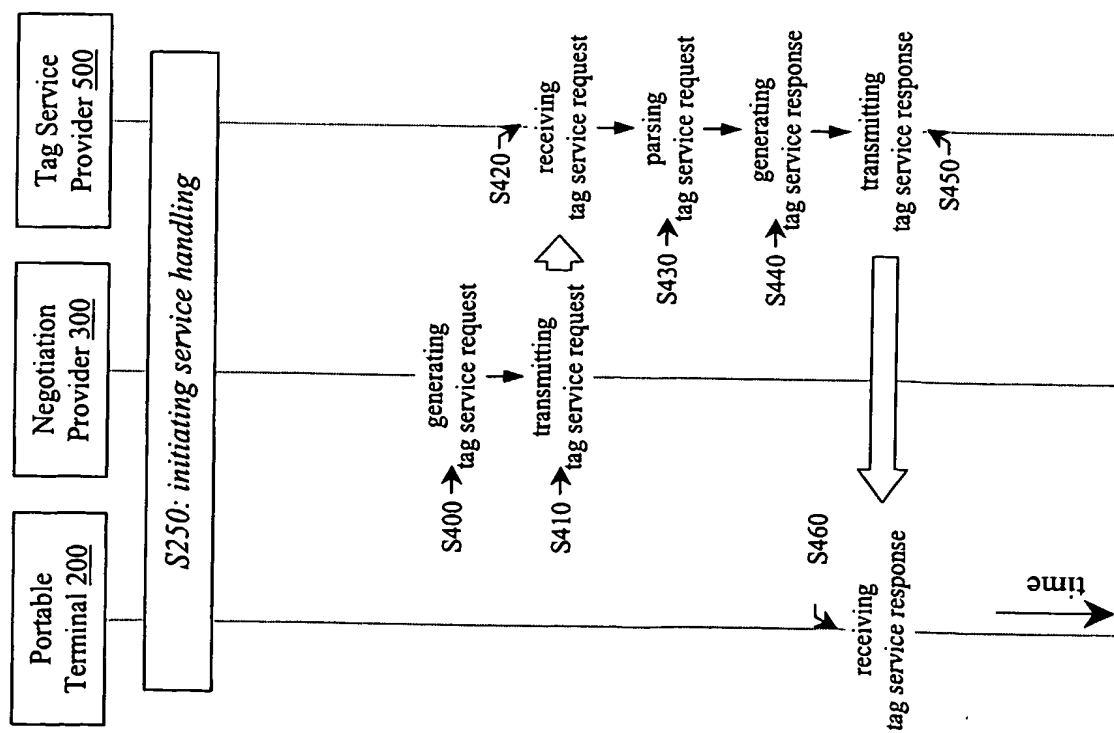 Portable
Terminal 200
Negotiation
Provider 300
Tag Service
Provider 500
S250: initiating service handling
S400
generating
tag service request
S410
transmitting
tag service request
S420
receiving
tag service request
S430
parsing
tag service request
S440
generating
tag service response
transmitting
tag service response
S450
S460
receiving
tag service response
time